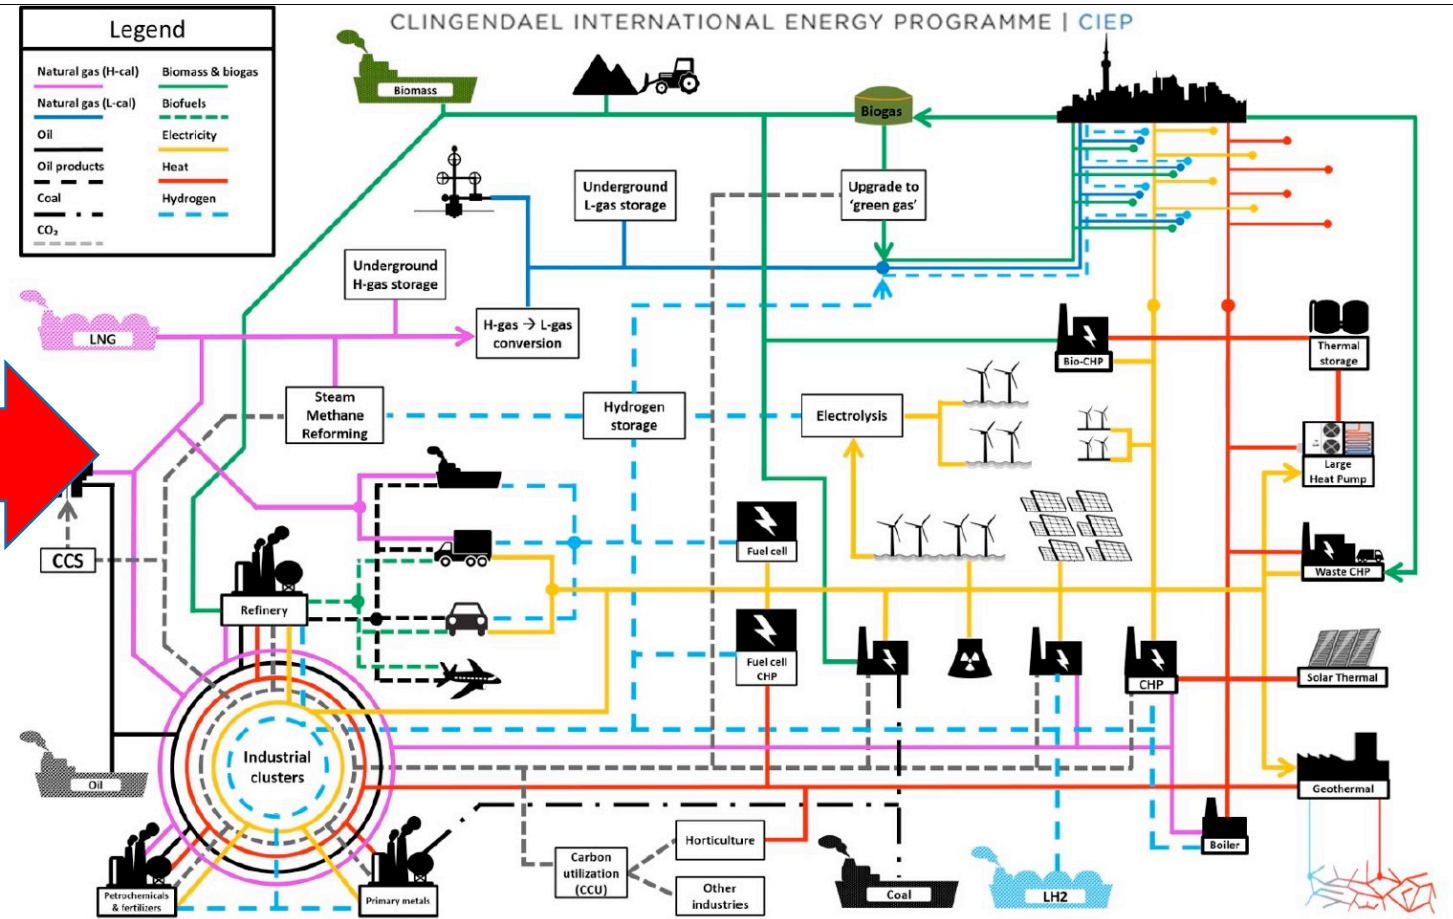 CLINGENDAEL INTERNATIONAL ENERGY PROGRAMME | CIEP
Legend
Natural gas (H-cal)
Biomass & biogas
Natural gas (L-cal)
Biofuels
Oil
Electricity
Oil products
Heat
Coal
Hydrogen
CO₂
Biomass
Biogas
Underground
L-gas storage
Upgrade to
'green gas'
Underground
H-gas storage
LNG
H-gas → L-gas
conversion
Bio-CHP
Thermal
storage
Steam
Methane
Reforming
Hydrogen
storage
Electrolysis
Large
Heat Pump
CCS
Fuel cell
Waste CHP
Refinery
Fuel cell
CHP
CHP
Solar Thermal
Industrial
clusters
Oil
Geothermal
Horticulture
Boiler
Carbon
utilization
(CCU)
Other
industries
Coal
LH2
Petrochemicals
& fertilizers
Primary metals